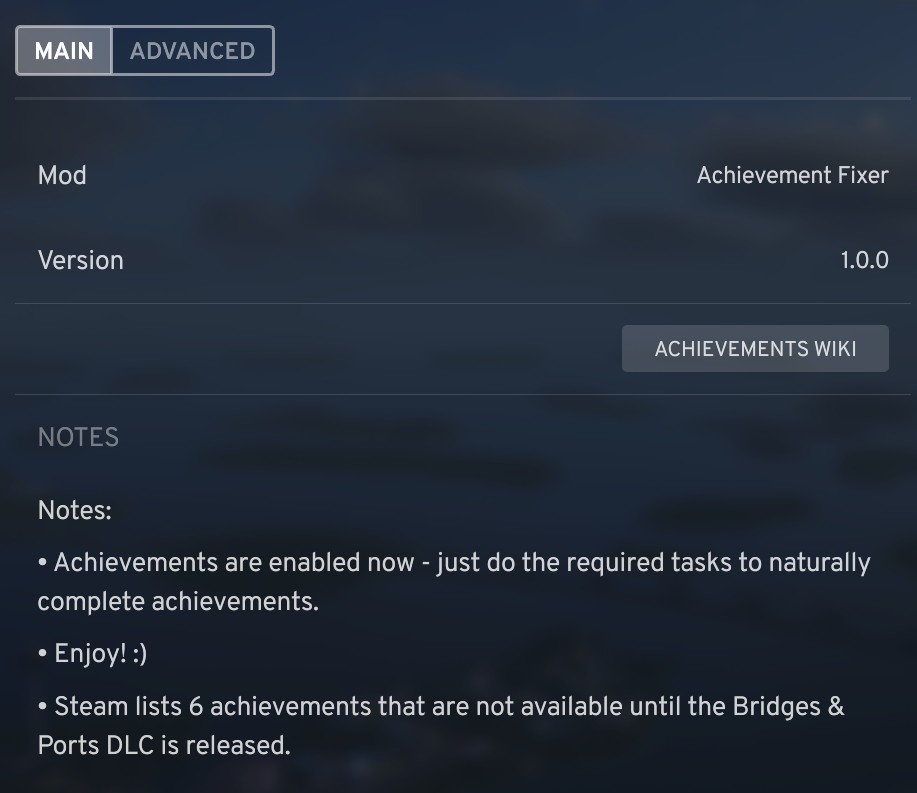 MAIN ADVANCED
Mod Achievement Fixer
Version 1.0.0
ACHIEVEMENTS WIKI
NOTES
Notes:
• Achievements are enabled now - just do the required tasks to naturally
complete achievements.
• Enjoy! :)
• Steam lists 6 achievements that are not available until the Bridges &
Ports DLC is released.